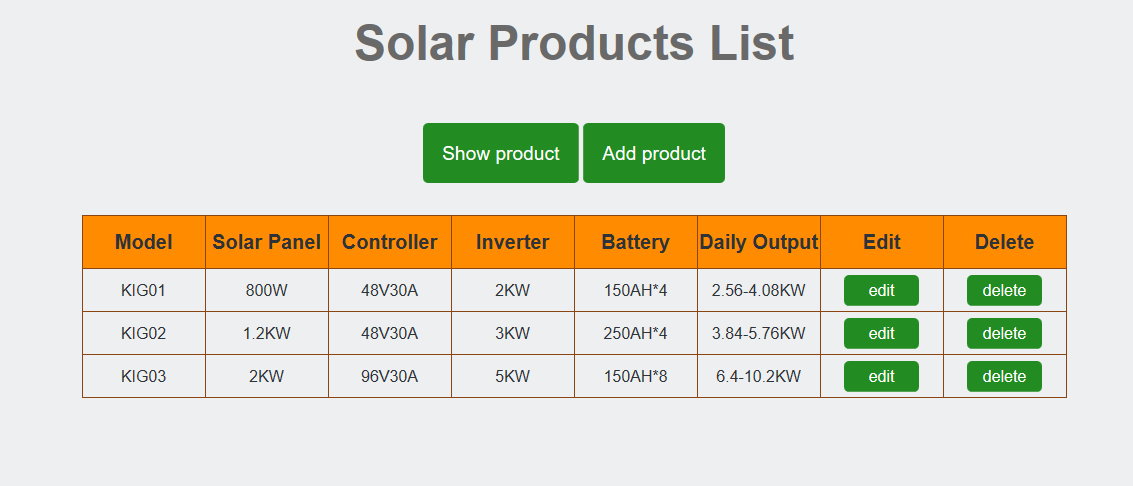 Solar Products List
Show product Add product
Model Solar Panel Controller Inverter Battery Daily Output Edit Delete
KIG01 800W 48V30A 2KW 150AH*4 2.56-4.08KW edit delete
KIG02 1.2KW 48V30A 3KW 250AH*4 3.84-5.76KW edit delete
KIG03 2KW 96V30A 5KW 150AH*8 6.4-10.2KW edit delete